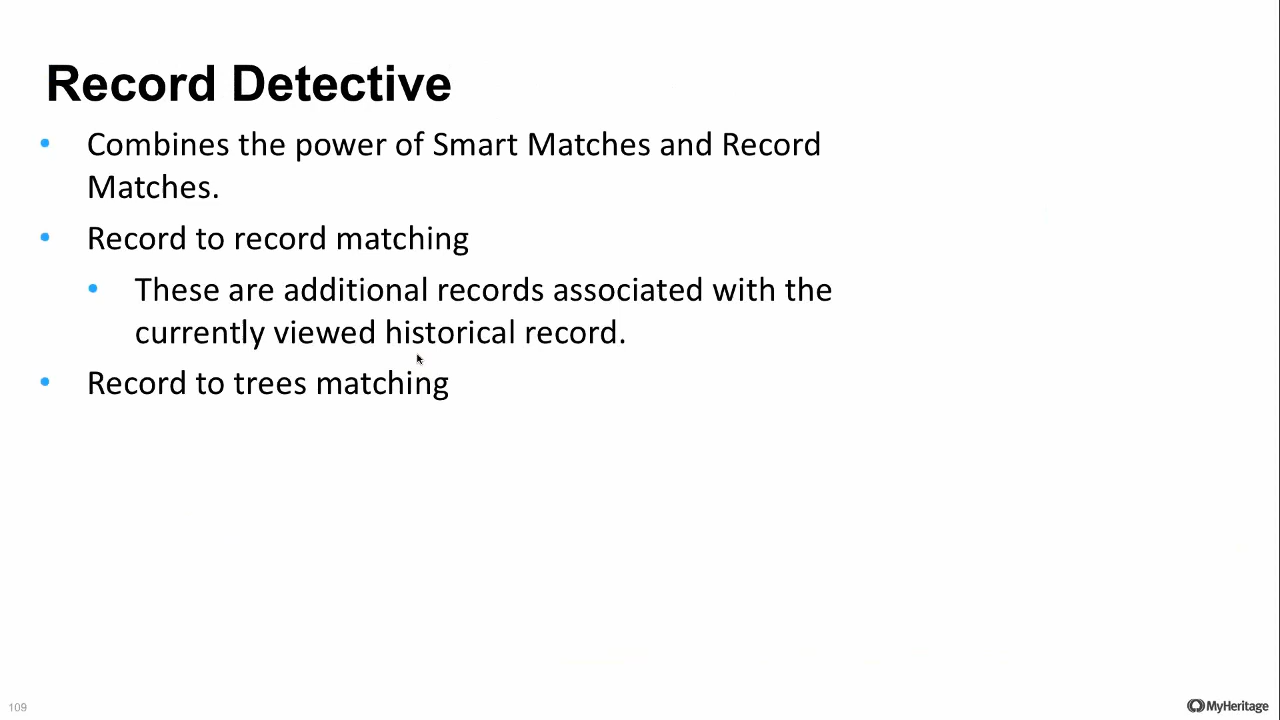 Record Detective
• Combines the power of Smart Matches and Record
Matches.
• Record to record matching
• These are additional records associated with the
currently viewed historical record.
• Record to trees matching
109
MyHeritage